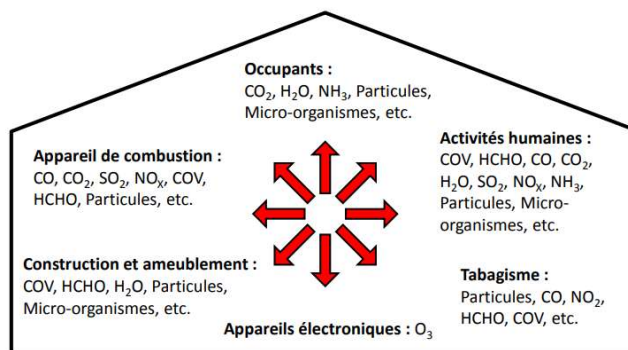 Occupants :
CO₂, H₂O, NH₃, Particules,
Micro-organismes, etc.
Appareil de combustion :
CO, CO₂, SO₂, NOₓ, COV,
HCHO, Particules, etc.
Activités humaines :
COV, HCHO, CO, CO₂,
H₂O, SO₂, NOₓ, NH₃,
Particules, Micro-
organismes, etc.
Construction et ameublement :
COV, HCHO, H₂O, Particules,
Micro-organismes, etc.
Tabagisme :
Particules, CO, NO₂,
HCHO, COV, etc.
Appareils électroniques : O₃